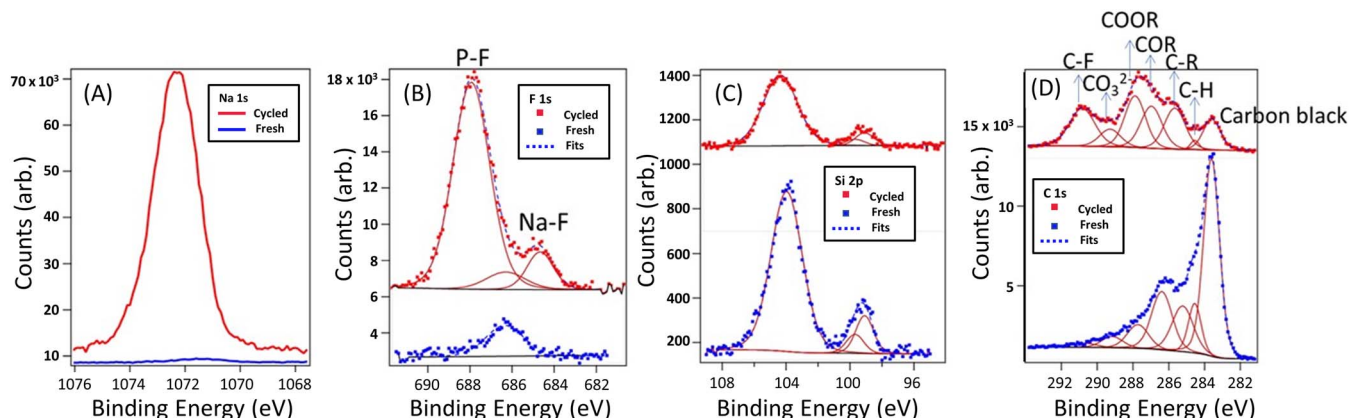 (A)
Na 1s
Cycled
Fresh
70 x 10³
60
50
40
30
20
10
1076
1074
1072
1070
1068
Counts (arb.)
Binding Energy (eV)
(B)
P-F
Na-F
F 1s
Cycled
Fresh
Fits
18 x 10³
16
14
12
10
8
6
4
690
688
686
684
682
Counts (arb.)
Binding Energy (eV)
(C)
Si 2p
Cycled
Fresh
Fits
1400
1200
1000
800
600
400
200
108
104
100
96
Counts (arb.)
Binding Energy (eV)
(D)
COOR
COR
C-F
C-R
CO₃²⁻
C-H
Carbon black
C 1s
Cycled
Fresh
Fits
15 x 10³
10
5
292
290
288
286
284
282
Counts (arb.)
Binding Energy (eV)